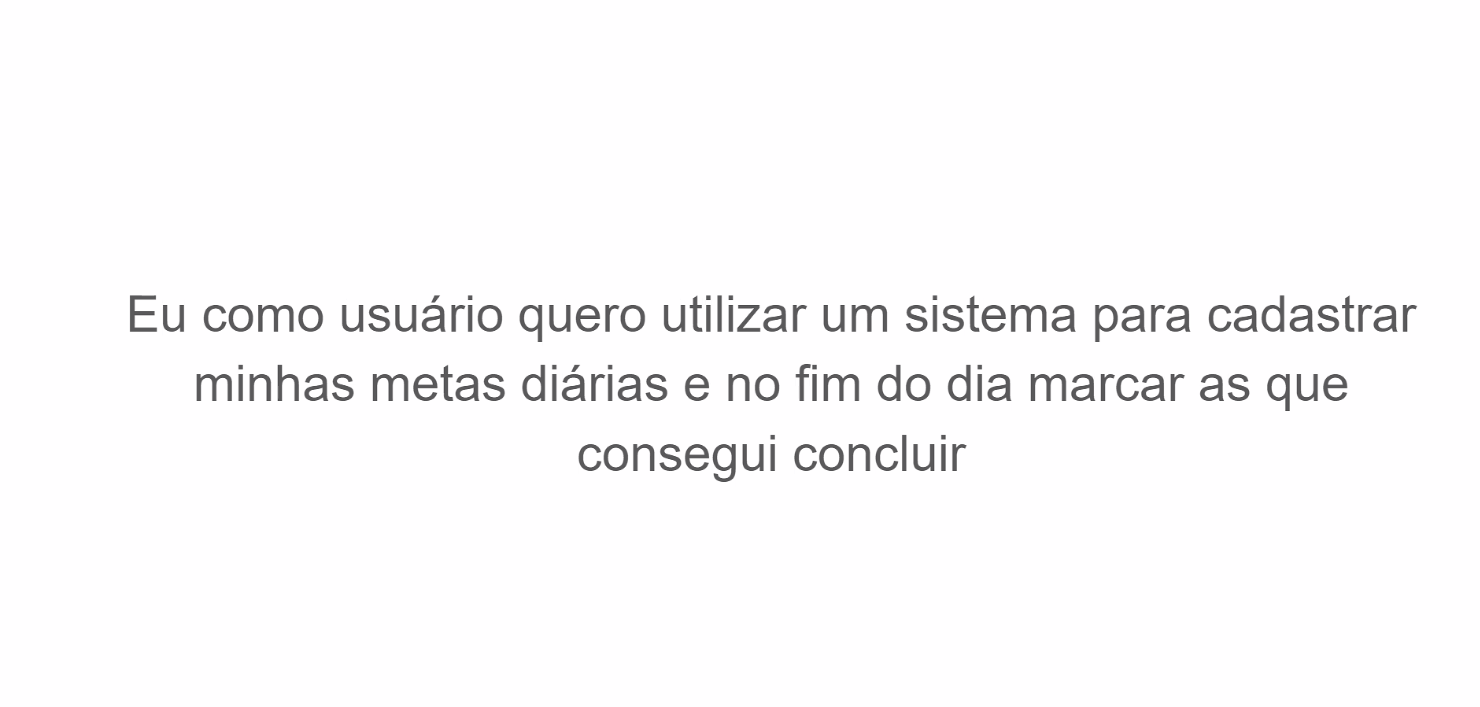 Eu como usuário quero utilizar um sistema para cadastrar
minhas metas diárias e no fim do dia marcar as que
consegui concluir